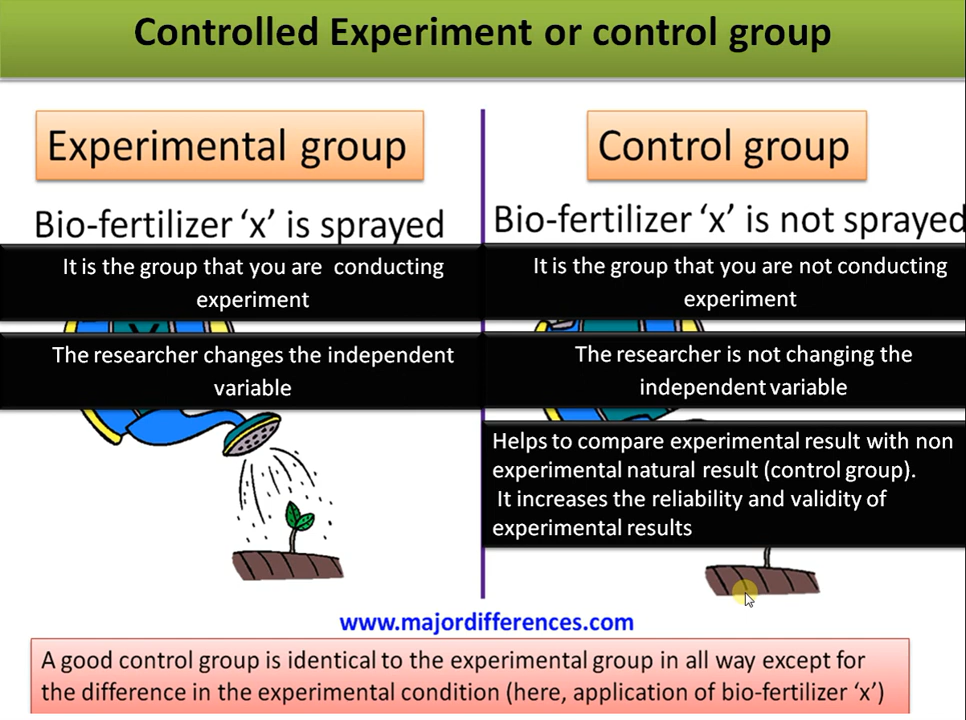 Controlled Experiment or control group
Experimental group
Bio-fertilizer ‘x’ is sprayed
It is the group that you are conducting
experiment
The researcher changes the independent
variable
Control group
Bio-fertilizer ‘x’ is not sprayed
It is the group that you are not conducting
experiment
The researcher is not changing the
independent variable
Helps to compare experimental result with non
experimental natural result (control group).
It increases the reliability and validity of
experimental results
www.majordifferences.com
A good control group is identical to the experimental group in all way except for
the difference in the experimental condition (here, application of bio-fertilizer ‘x’)